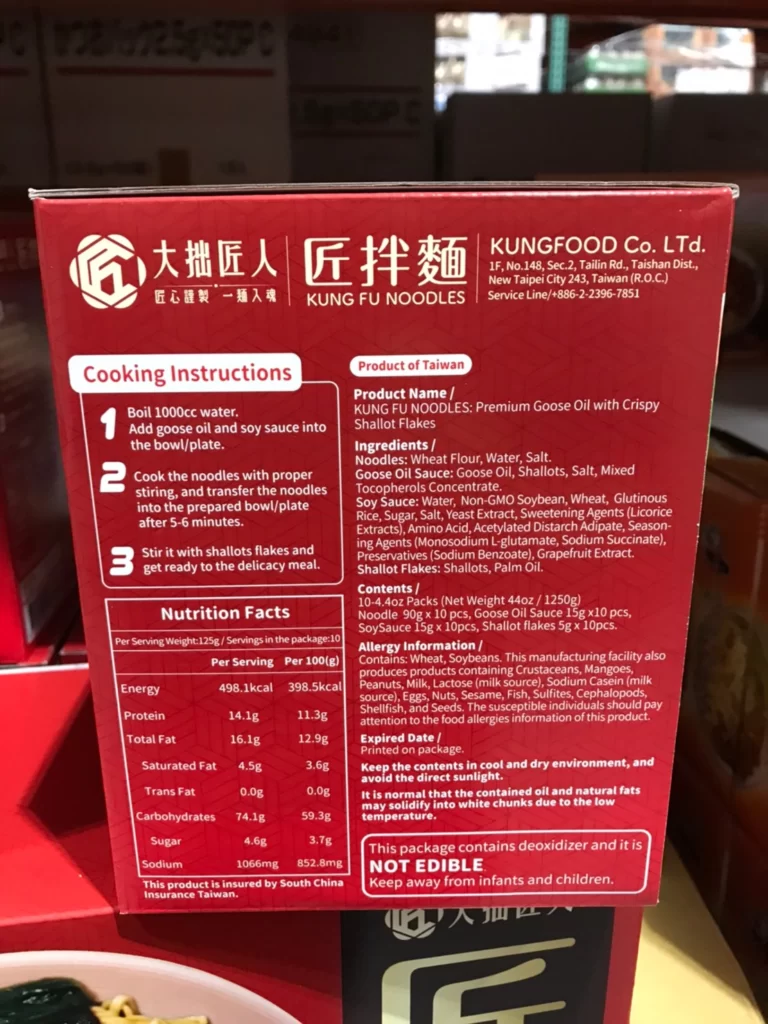 大拙匠人
匠心謹製・一麵入魂
匠拌麵
KUNG FU NOODLES
KUNGFOOD Co. LTd.
1F, No.148, Sec.2, Tailin Rd., Taishan Dist.,
New Taipei City 243, Taiwan (R.O.C.)
Service Line/+886-2-2396-7851
Cooking Instructions
1 Boil 1000cc water.
Add goose oil and soy sauce into
the bowl/plate.
2 Cook the noodles with proper
stiring, and transfer the noodles
into the prepared bowl/plate
after 5-6 minutes.
3 Stir it with shallots flakes and
get ready to the delicacy meal.
Nutrition Facts
Per Serving Weight:125g / Servings in the package:10
Per Serving Per 100(g)
Energy 498.1kcal 398.5kcal
Protein 14.1g 11.3g
Total Fat 16.1g 12.9g
Saturated Fat 4.5g 3.6g
Trans Fat 0.0g 0.0g
Carbohydrates 74.1g 59.3g
Sugar 4.6g 3.7g
Sodium 1066mg 852.8mg
This product is insured by South China
Insurance Taiwan.
Product of Taiwan
Product Name /
KUNG FU NOODLES: Premium Goose Oil with Crispy
Shallot Flakes
Ingredients /
Noodles: Wheat Flour, Water, Salt.
Goose Oil Sauce: Goose Oil, Shallots, Salt, Mixed
Tocopherols Concentrate.
Soy Sauce: Water, Non-GMO Soybean, Wheat, Glutinous
Rice, Sugar, Salt, Yeast Extract, Sweetening Agents (Licorice
Extracts), Amino Acid, Acetylated Distarch Adipate, Season-
ing Agents (Monosodium L-glutamate, Sodium Succinate),
Preservatives (Sodium Benzoate), Grapefruit Extract.
Shallot Flakes: Shallots, Palm Oil.
Contents /
10-4.4oz Packs (Net Weight 44oz / 1250g)
Noodle 90g x 10 pcs, Goose Oil Sauce 15g x10 pcs,
SoySauce 15g x 10pcs, Shallot flakes 5g x 10pcs.
Allergy Information /
Contains: Wheat, Soybeans. This manufacturing facility also
produces products containing Crustaceans, Mangoes,
Peanuts, Milk, Lactose (milk source), Sodium Casein (milk
source), Eggs, Nuts, Sesame, Fish, Sulfites, Cephalopods,
Shellfish, and Seeds. The susceptible individuals should pay
attention to the food allergies information of this product.
Expired Date /
Printed on package.
Keep the contents in cool and dry environment, and
avoid the direct sunlight.
It is normal that the contained oil and natural fats
may solidify into white chunks due to the low
temperature.
This package contains deoxidizer and it is
NOT EDIBLE
Keep away from infants and children.
大拙匠人
匠